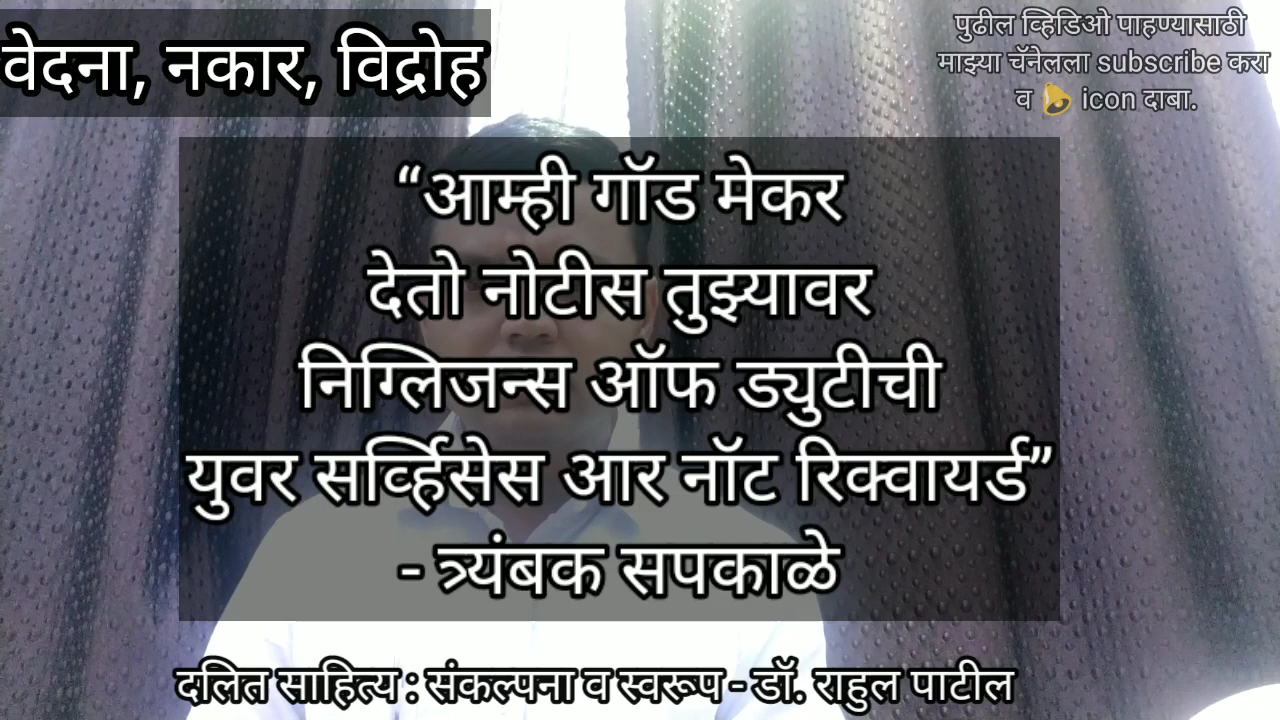 वेदना, नकार, विद्रोह
पुढील व्हिडिओ पाहण्यासाठी
माझ्या चॅनेलला subscribe करा
व 🔔 icon दाबा.
“आम्ही गॉड मेकर
देतो नोटीस तुझ्यावर
निग्लिजन्स ऑफ ड्युटीची
युवर सर्व्हिसेस आर नॉट रिक्वायर्ड”
- त्र्यंबक सपकाळे
दलित साहित्य : संकल्पना व स्वरूप - डॉ. राहुल पाटील